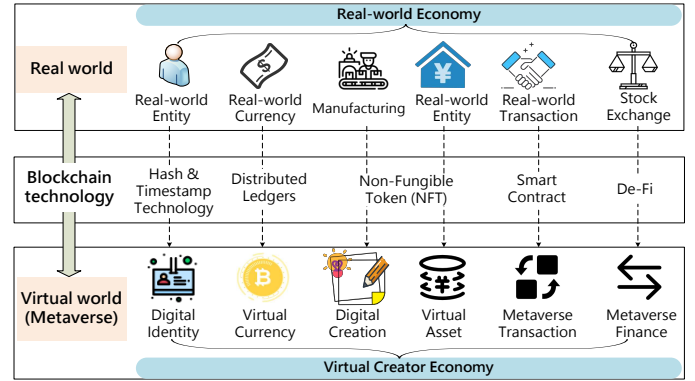 Real-world Economy
Real world
Real-world
Entity
Real-world
Currency
Manufacturing
Real-world
Entity
Real-world
Transaction
Stock
Exchange
Blockchain
technology
Hash &
Timestamp
Technology
Distributed
Ledgers
Non-Fungible
Token (NFT)
Smart
Contract
De-Fi
Virtual world
(Metaverse)
Digital
Identity
Virtual
Currency
Digital
Creation
Virtual
Asset
Metaverse
Transaction
Metaverse
Finance
Virtual Creator Economy